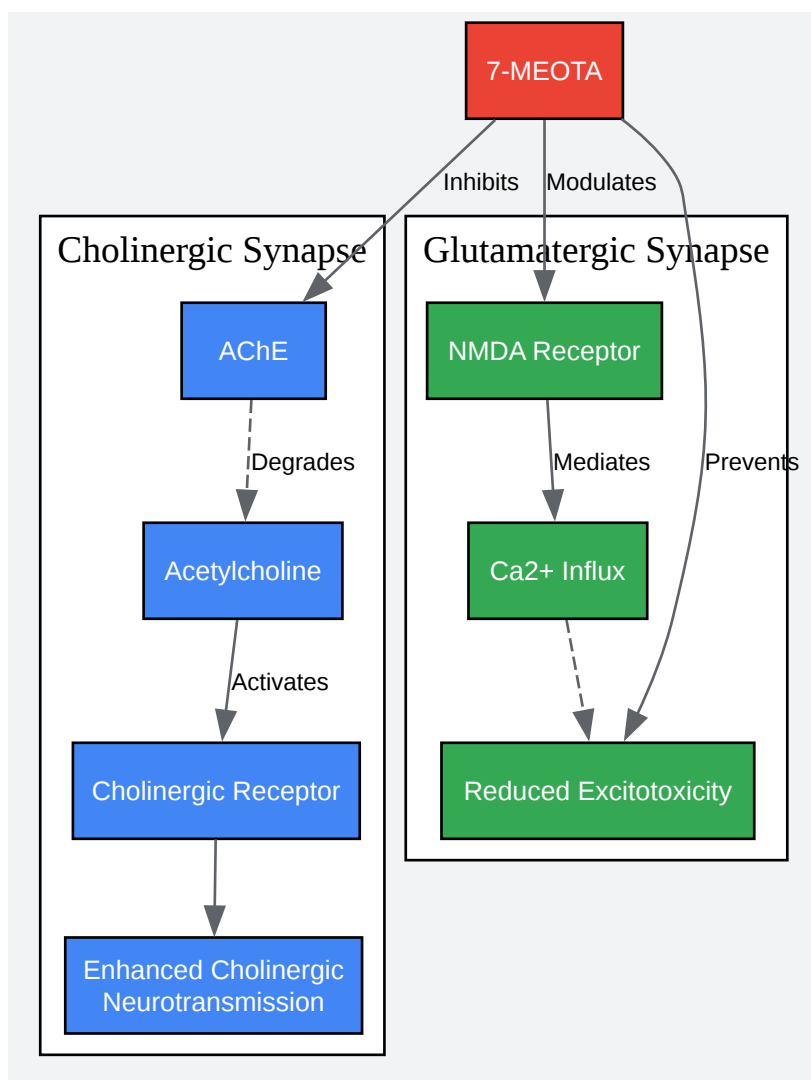 7-MEOTA
Inhibits
Modulates
Cholinergic Synapse
Glutamatergic Synapse
AChE
NMDA Receptor
Degrades
Mediates
Prevents
Acetylcholine
Ca2+ Influx
Activates
Cholinergic Receptor
Reduced Excitotoxicity
Enhanced Cholinergic
Neurotransmission